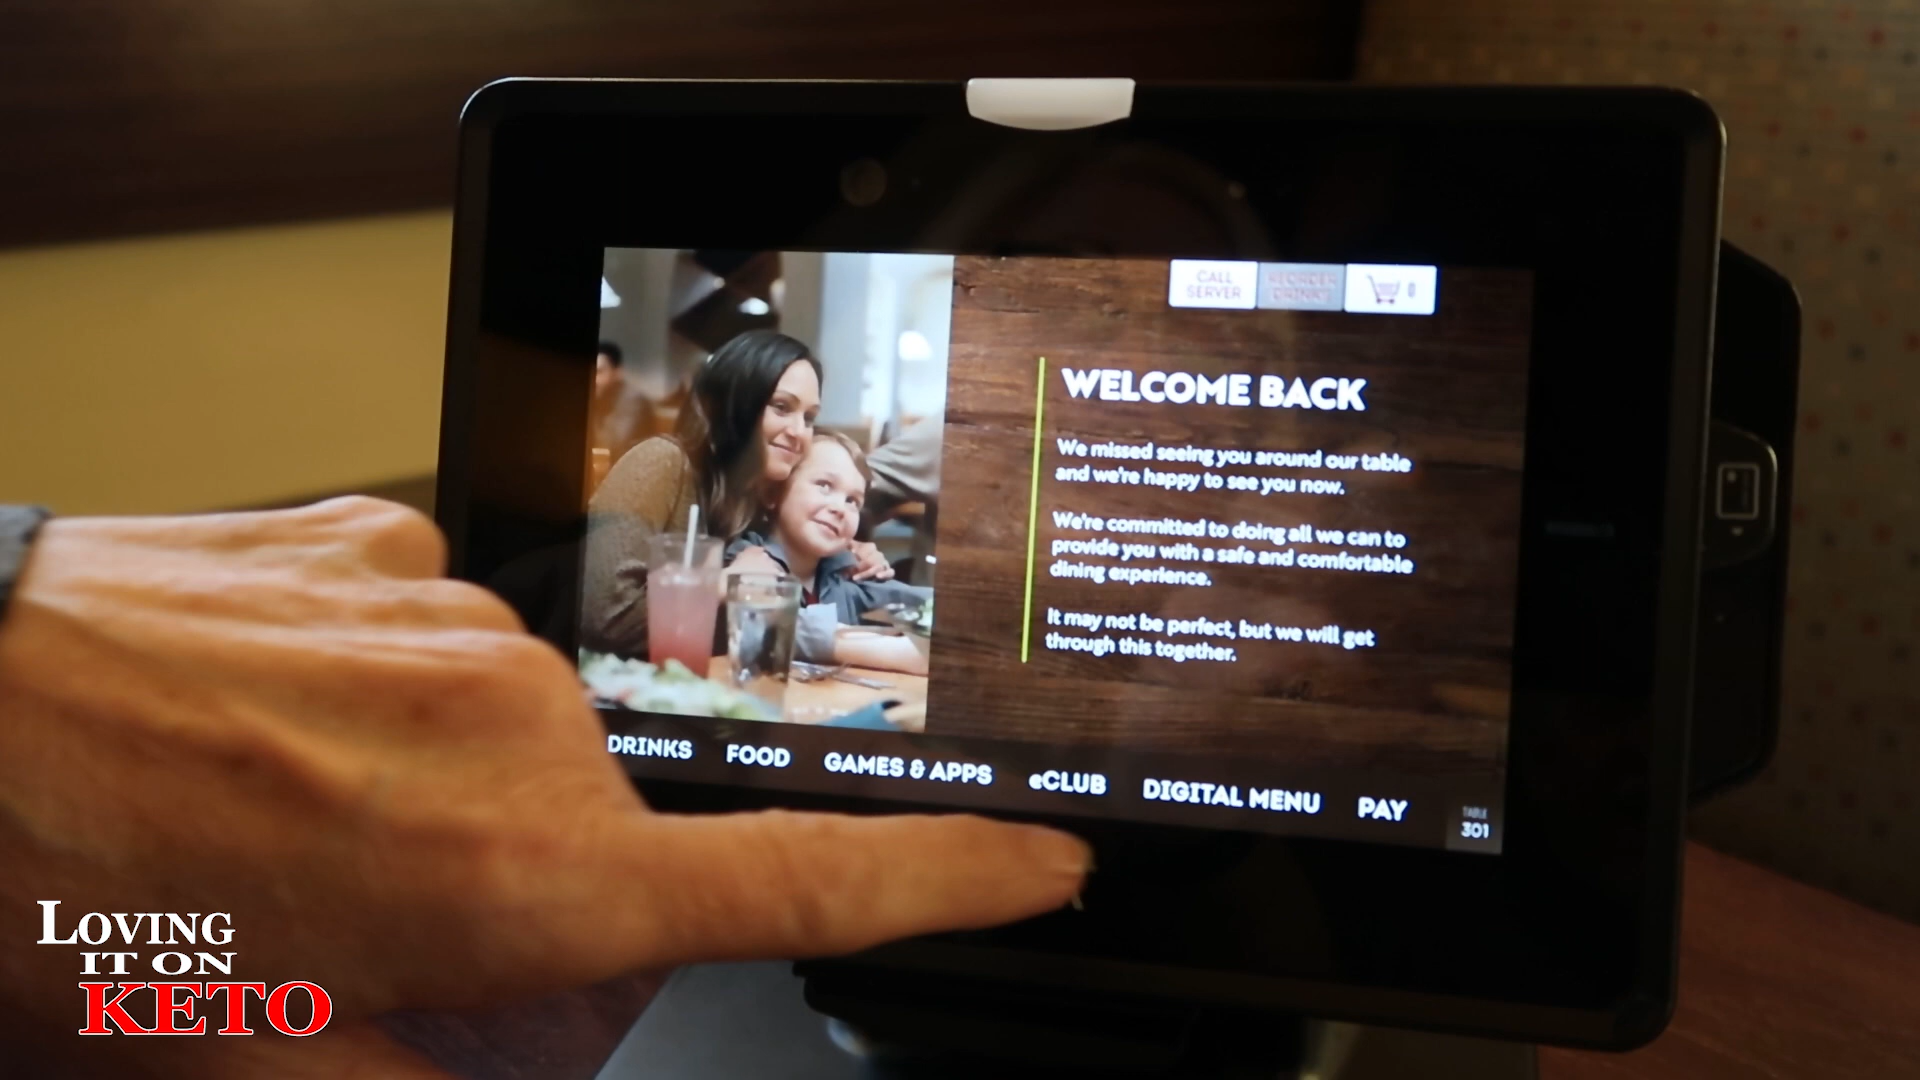 CALL
SERVER
REORDER
DRINKS
0
WELCOME BACK
We missed seeing you around our table
and we're happy to see you now.
We're committed to doing all we can to
provide you with a safe and comfortable
dining experience.
It may not be perfect, but we will get
through this together.
DRINKS FOOD GAMES & APPS eCLUB DIGITAL MENU PAY
TABLE
301
LOVING
IT ON
KETO